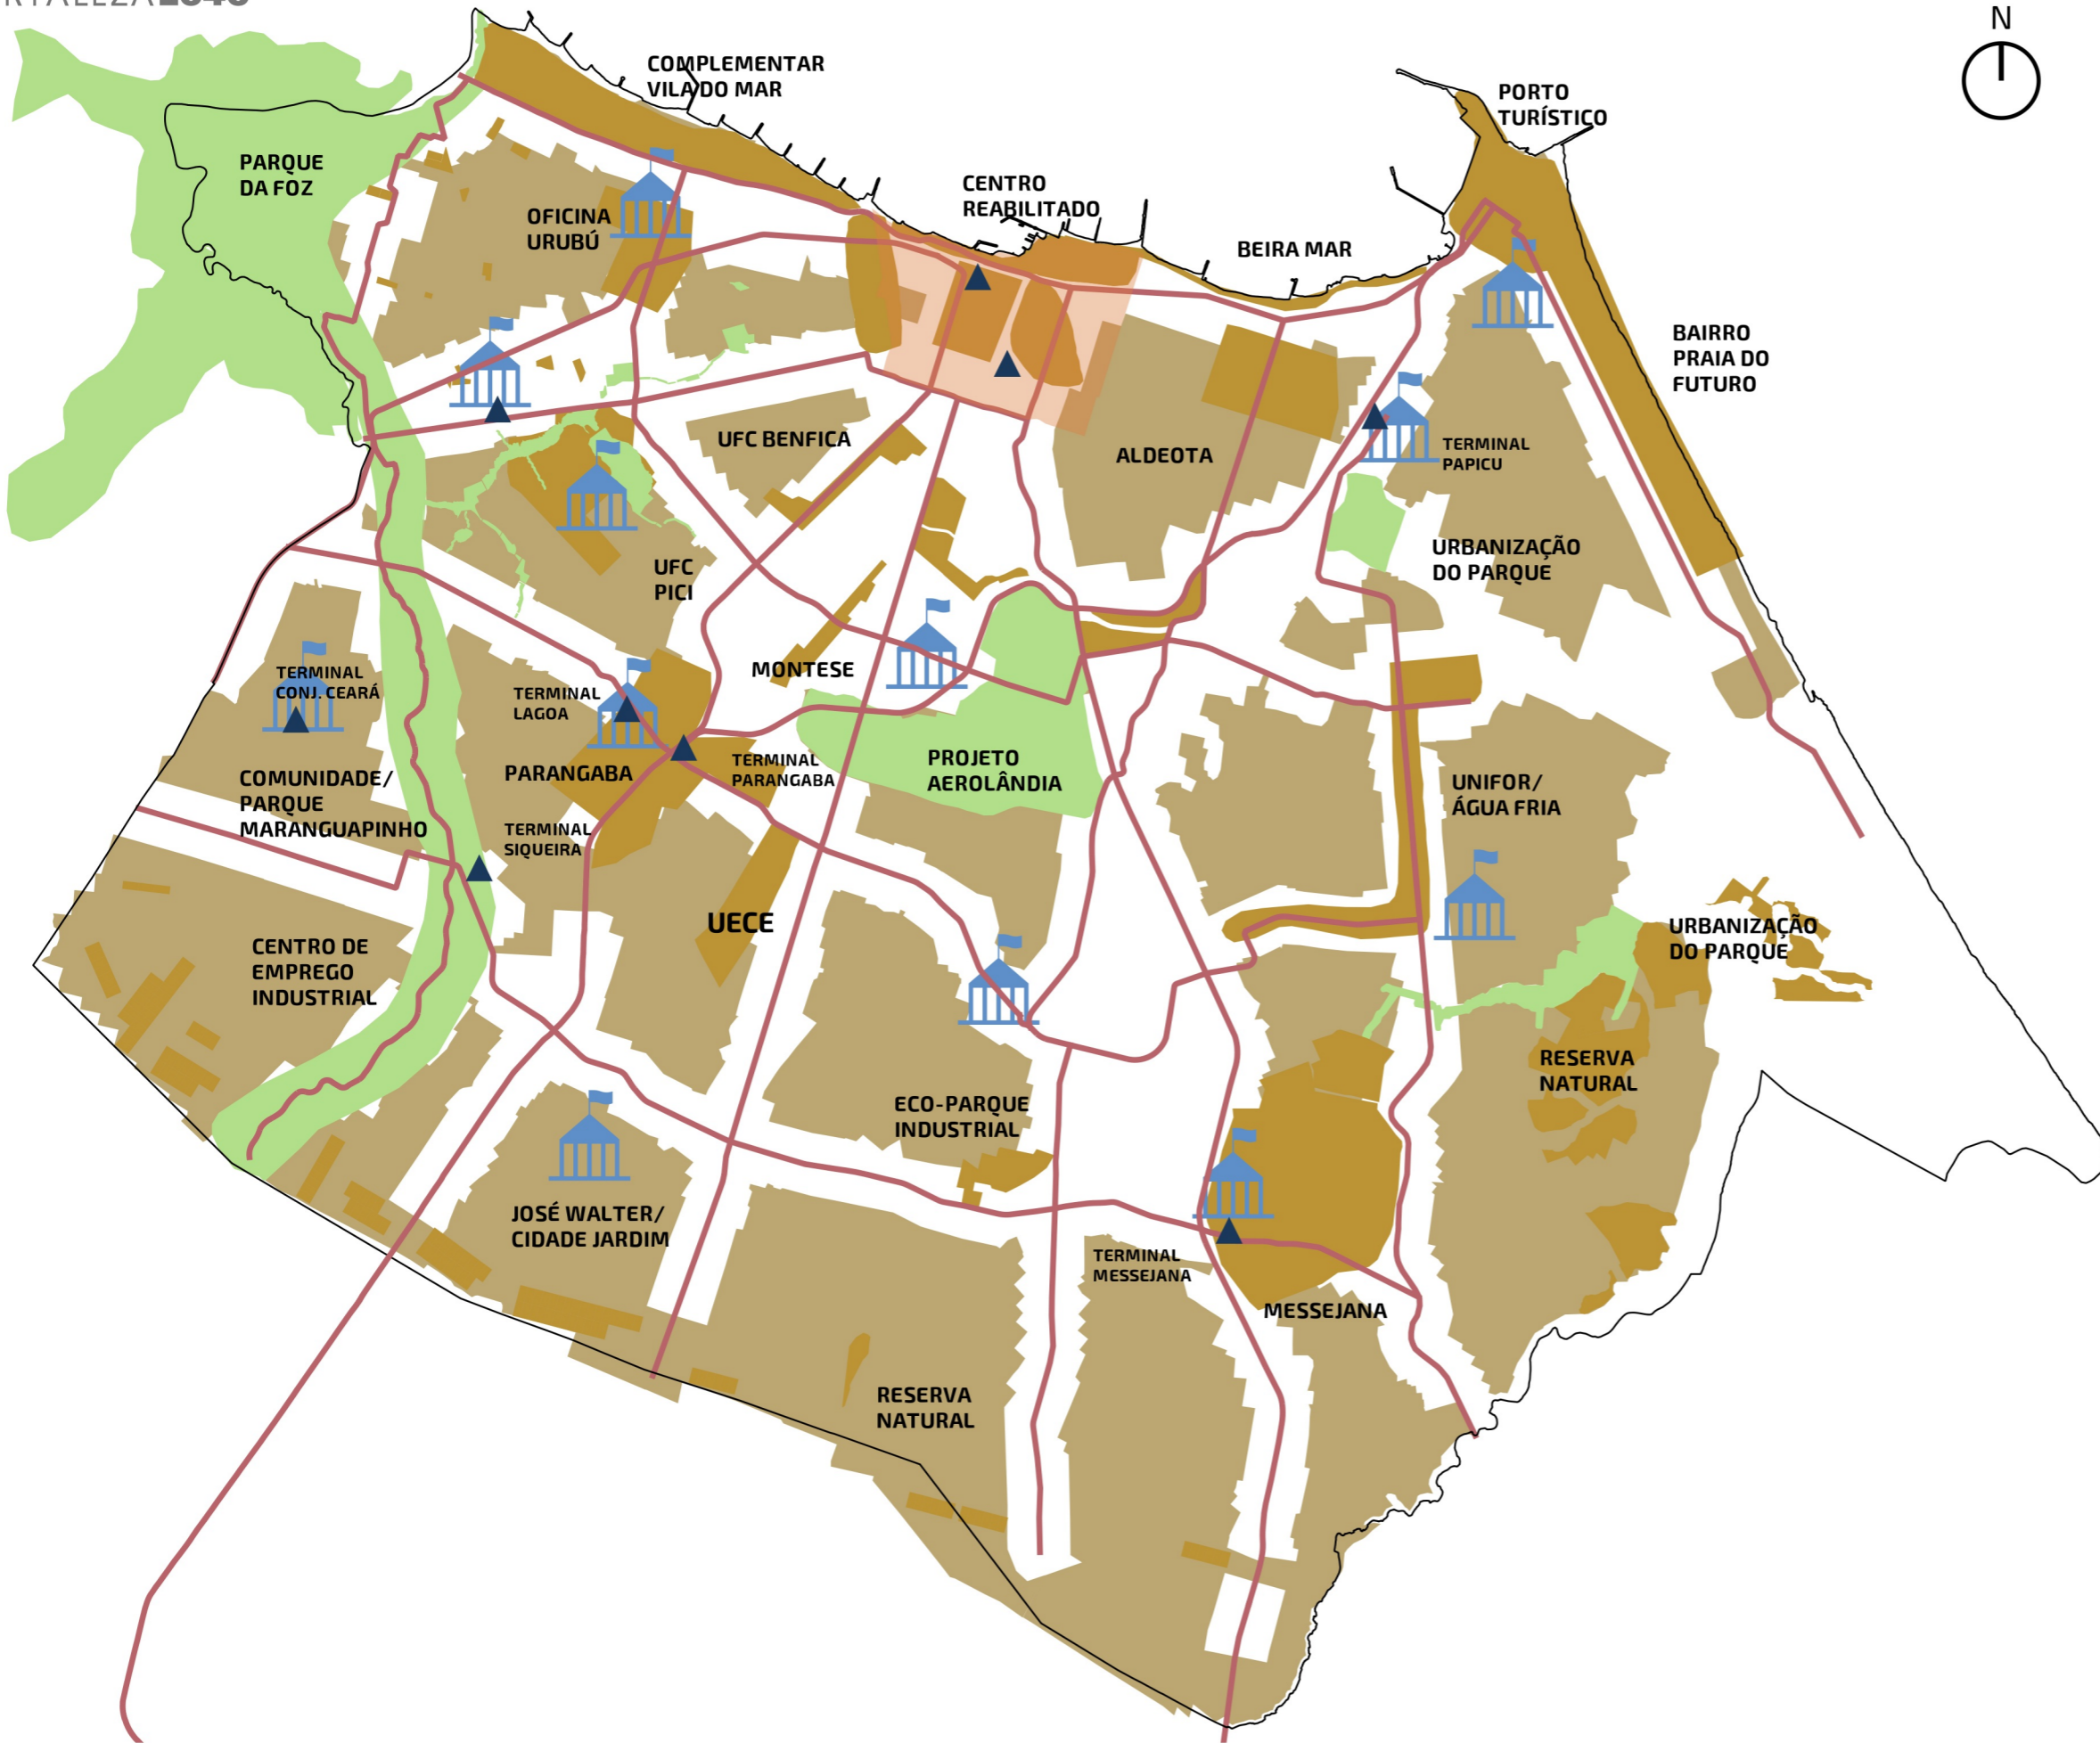 N
COMPLEMENTAR
VILA DO MAR
PORTO
TURÍSTICO
PARQUE
DA FOZ
CENTRO
REABILITADO
OFICINA
URUBÚ
BEIRA MAR
BAIRRO
PRAIA DO
FUTURO
UFC BENFICA
ALDEOTA
TERMINAL
PAPICU
URBANIZAÇÃO
DO PARQUE
UFC
PICI
MONTESE
TERMINAL
CONJ. CEARÁ
TERMINAL
LAGOA
PARANGABA
TERMINAL
PARANGABA
PROJETO
AEROLÂNDIA
COMUNIDADE/
PARQUE
MARANGUAPINHO
UNIFOR/
ÁGUA FRIA
TERMINAL
SIQUEIRA
UECE
URBANIZAÇÃO
DO PARQUE
CENTRO DE
EMPREGO
INDUSTRIAL
RESERVA
NATURAL
ECO-PARQUE
INDUSTRIAL
JOSÉ WALTER/
CIDADE JARDIM
TERMINAL
MESSEJANA
MESSEJANA
RESERVA
NATURAL